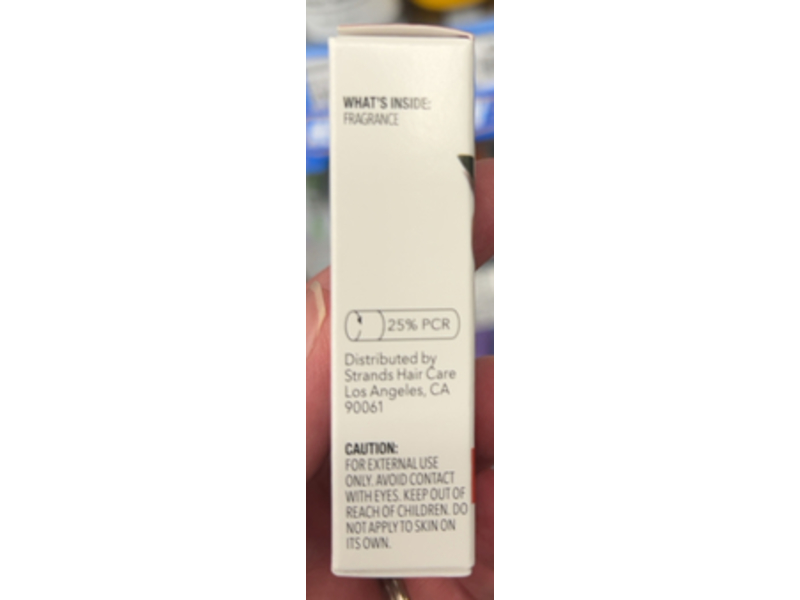 WHAT'S INSIDE:
FRAGRANCE
25% PCR
Distributed by
Strands Hair Care
Los Angeles, CA
90061
CAUTION:
FOR EXTERNAL USE
ONLY. AVOID CONTACT
WITH EYES. KEEP OUT OF
REACH OF CHILDREN. DO
NOT APPLY TO SKIN ON
ITS OWN.